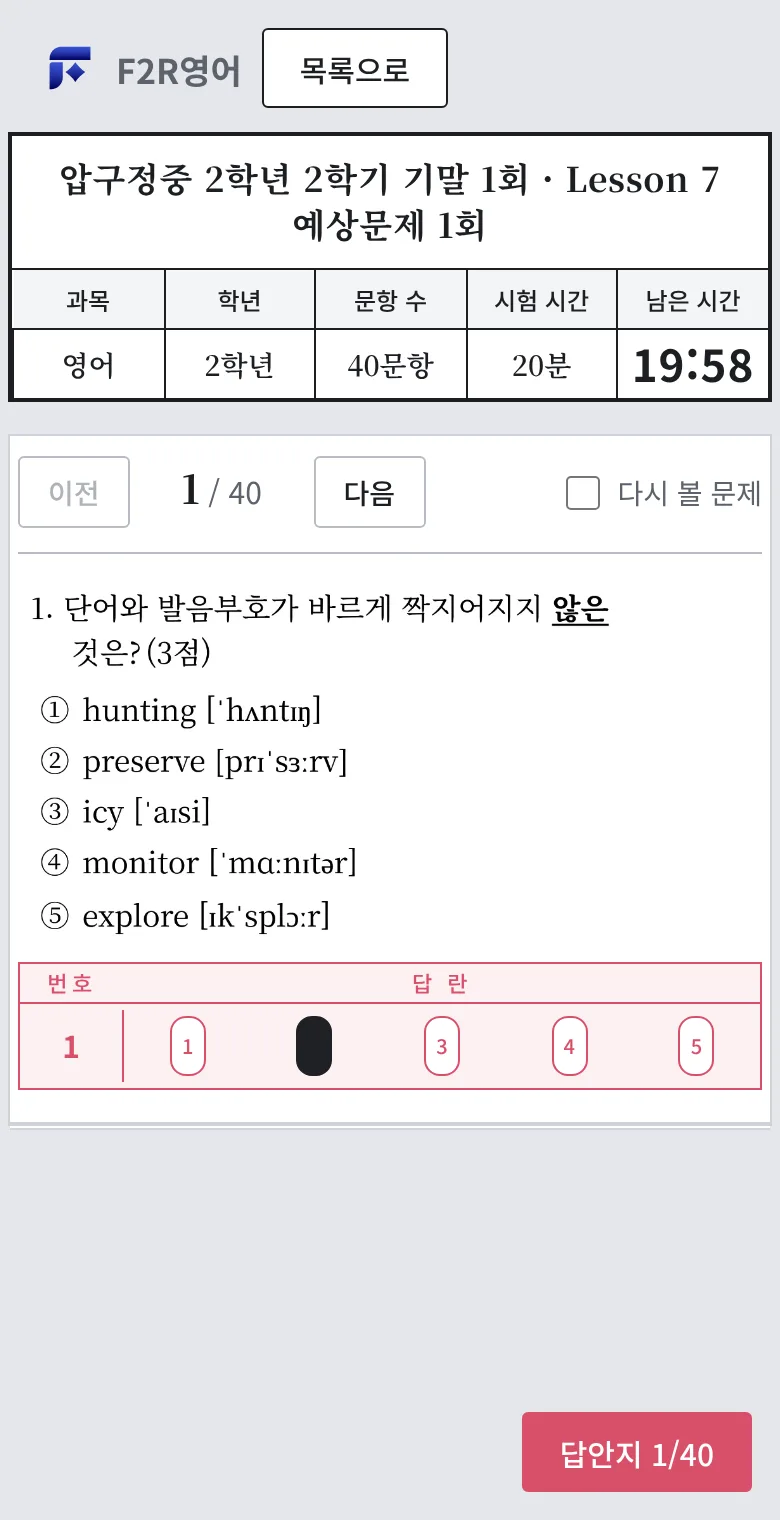 F2R영어
목록으로
압구정중 2학년 2학기 기말 1회 · Lesson 7
예상문제 1회
과목 학년 문항 수 시험 시간 남은 시간
영어 2학년 40문항 20분 19:58
이전 1 / 40 다음 다시 볼 문제
1. 단어와 발음부호가 바르게 짝지어지지 않은
것은? (3점)
① hunting [ˈhʌntɪŋ]
② preserve [prɪˈsɜːrv]
③ icy [ˈaɪsi]
④ monitor [ˈmɑːnɪtər]
⑤ explore [ɪkˈsplɔːr]
번호 답 란
1 1 3 4 5
답안지 1/40